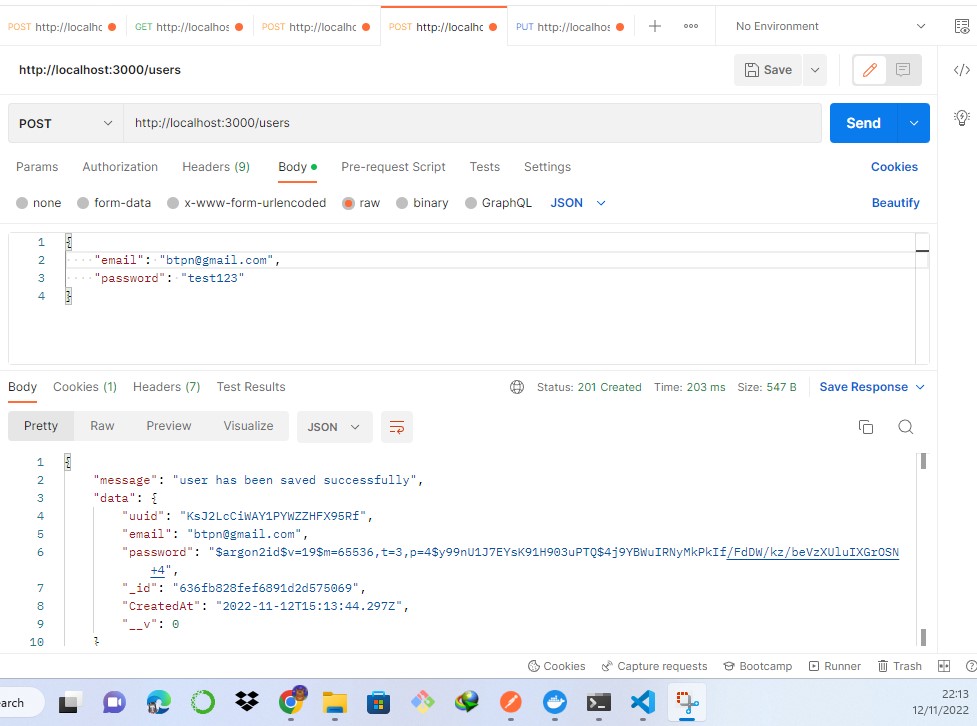 POST http://localhc GET http://localhos POST http://localhc POST http://localhc PUT http://localhos No Environment
http://localhost:3000/users Save
POST http://localhost:3000/users Send
Params Authorization Headers (9) Body Pre-request Script Tests Settings Cookies
none form-data x-www-form-urlencoded raw binary GraphQL JSON Beautify
1 {
2 "email": "btpn@gmail.com",
3 "password": "test123"
4 }
Body Cookies (1) Headers (7) Test Results Status: 201 Created Time: 203 ms Size: 547 B Save Response
Pretty Raw Preview Visualize JSON
1 {
2 "message": "user has been saved successfully",
3 "data": {
4 "uuid": "KsJ2LcCiWAY1PYWZZHFX95Rf",
5 "email": "btpn@gmail.com",
6 "password": "$argon2id$v=19$m=65536,t=3,p=4$y99nU1J7EYsK91H903uPTQ$4j9YBWuIRNyMkPkIf/FdDW/kz/beVzXUluIXGrOSN
+4",
7 "_id": "636fb828fef6891d2d575069",
8 "CreatedAt": "2022-11-12T15:13:44.297Z",
9 "__v": 0
10 }
Cookies Capture requests Bootcamp Runner Trash
earch 22:13
12/11/2022